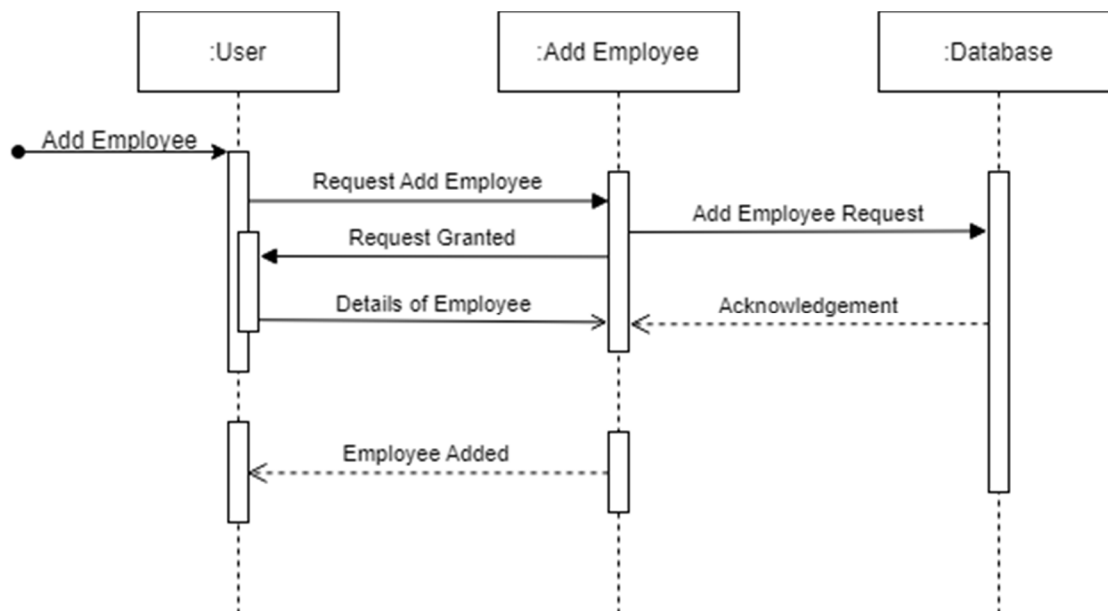 :User
:Add Employee
:Database
Add Employee
Request Add Employee
Add Employee Request
Request Granted
Details of Employee
Acknowledgement
Employee Added